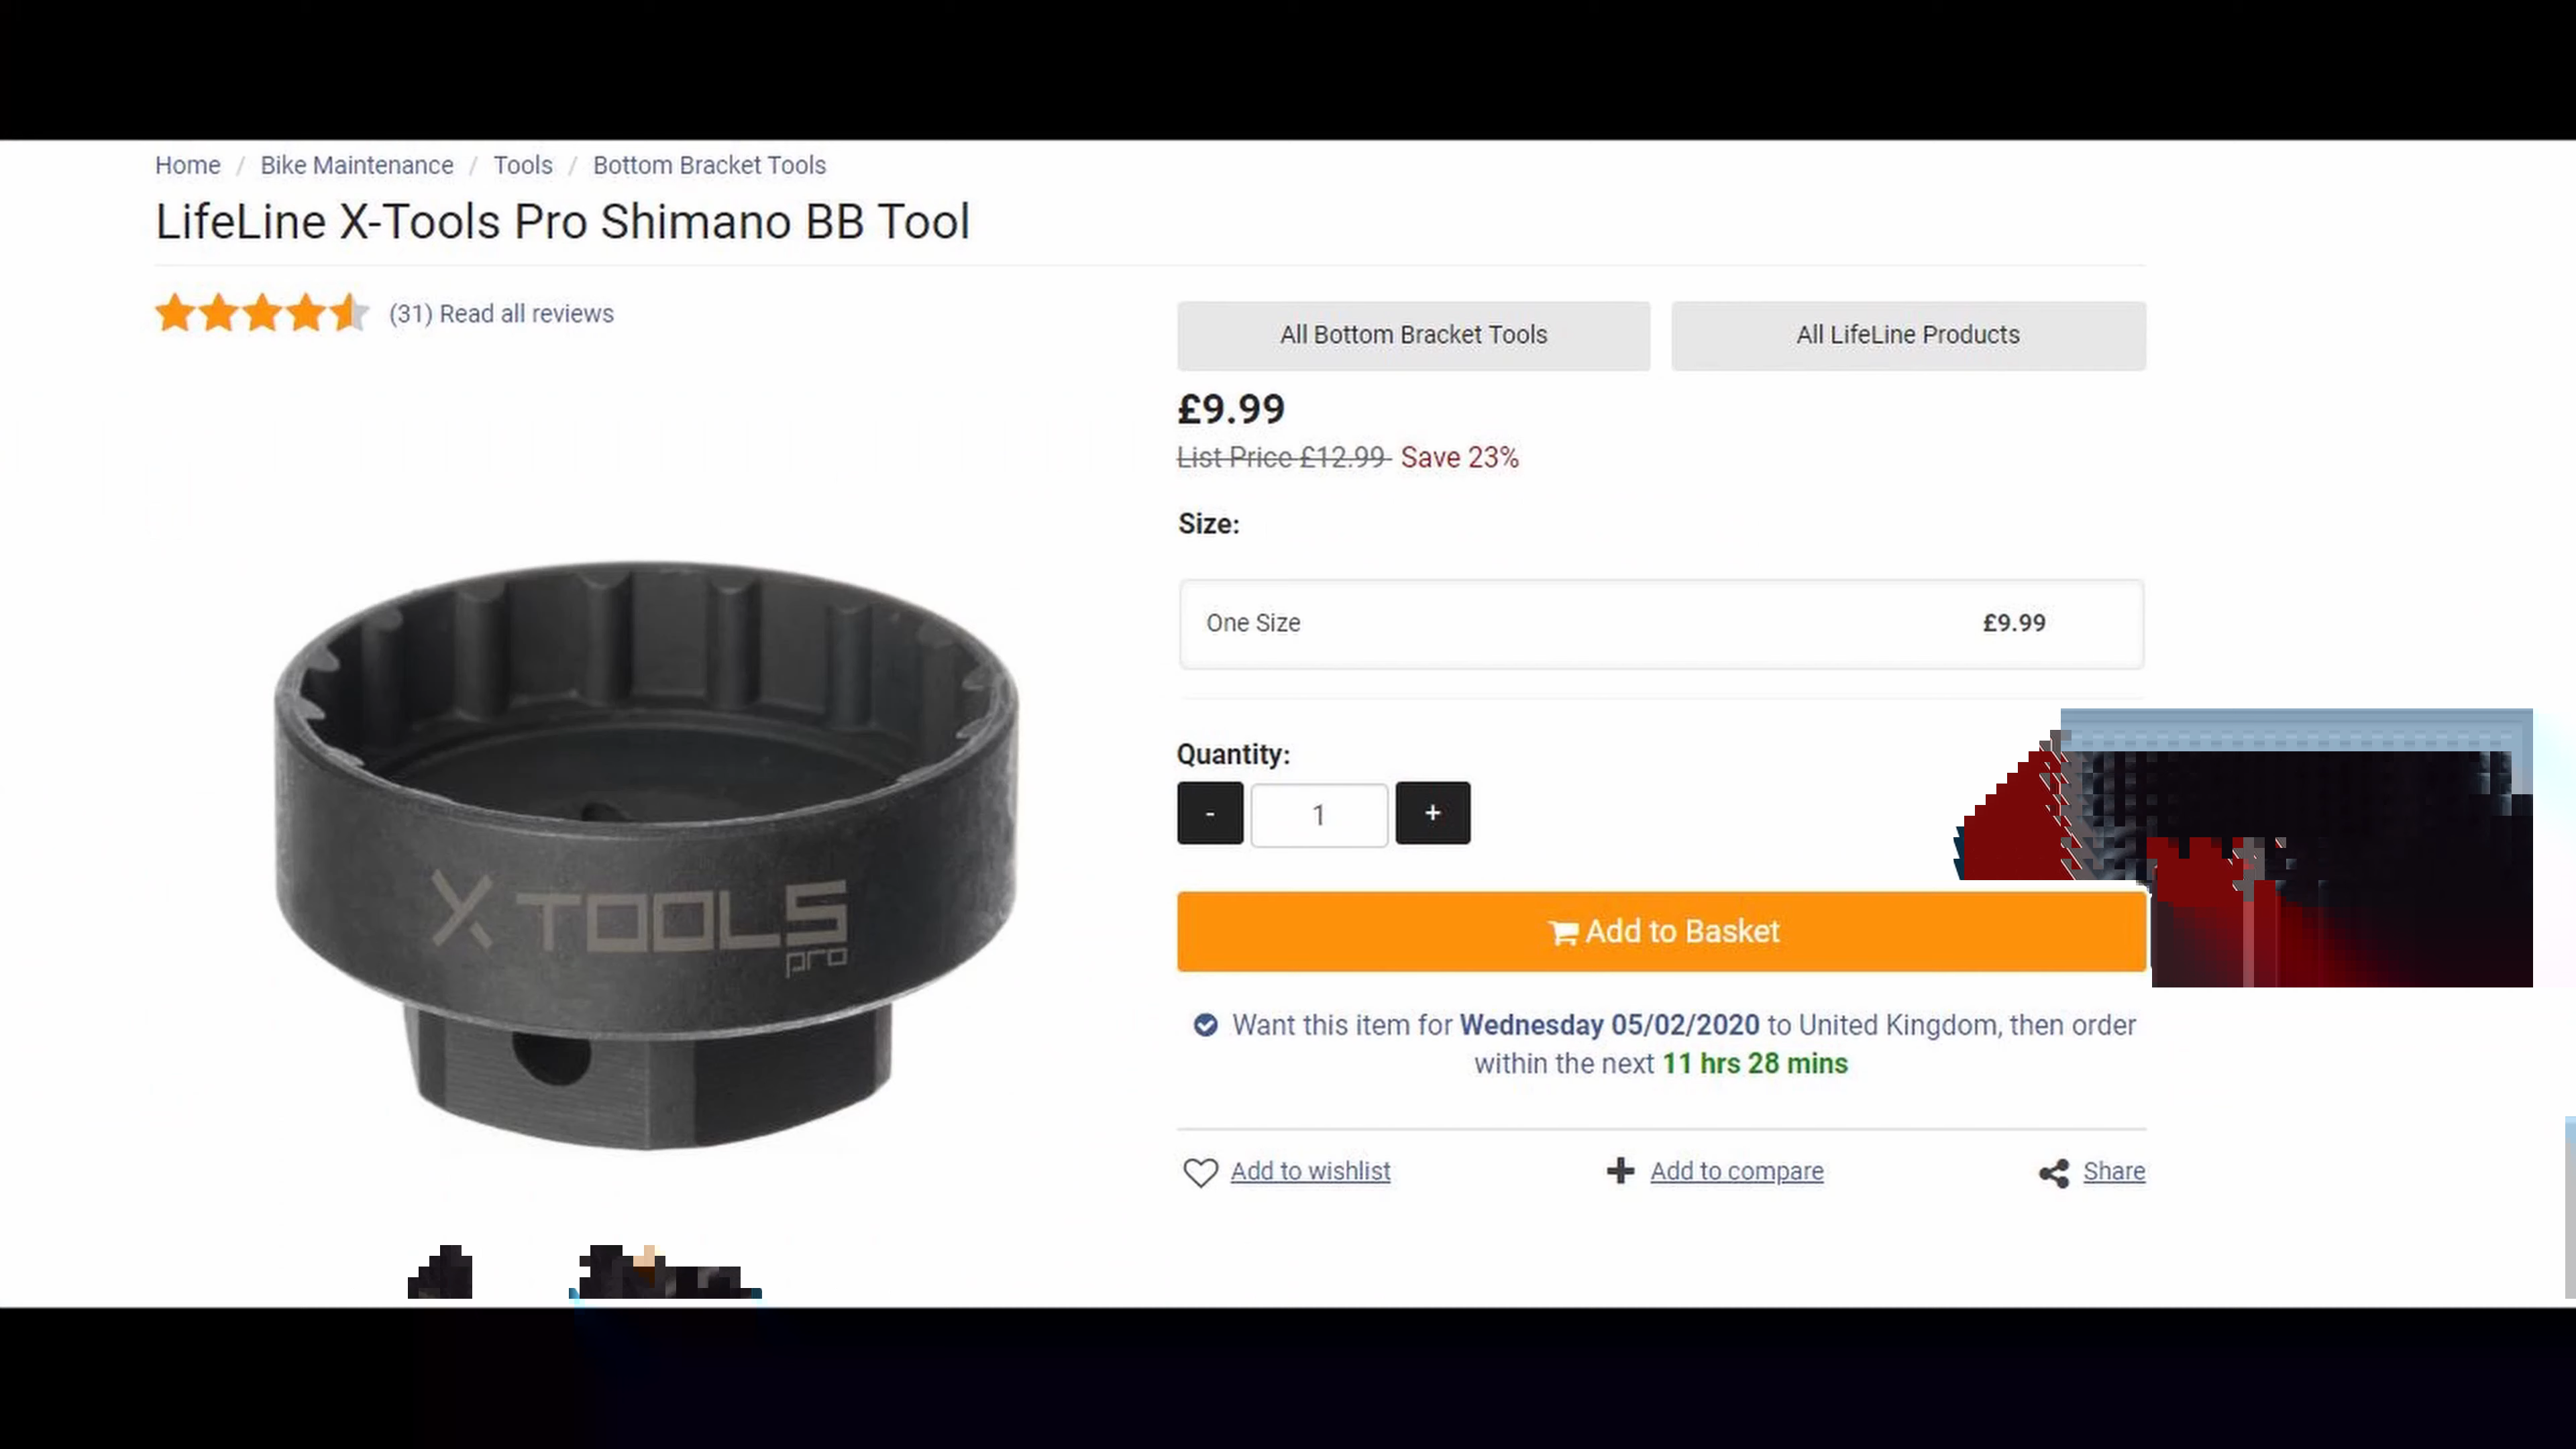 Home / Bike Maintenance / Tools / Bottom Bracket Tools
LifeLine X-Tools Pro Shimano BB Tool
(31) Read all reviews
All Bottom Bracket Tools
All LifeLine Products
£9.99
List Price £12.99 Save 23%
Size:
One Size £9.99
Quantity:
- 1 +
Add to Basket
Want this item for Wednesday 05/02/2020 to United Kingdom, then order
within the next 11 hrs 28 mins
Add to wishlist
Add to compare
Share
X TOOLS
pro